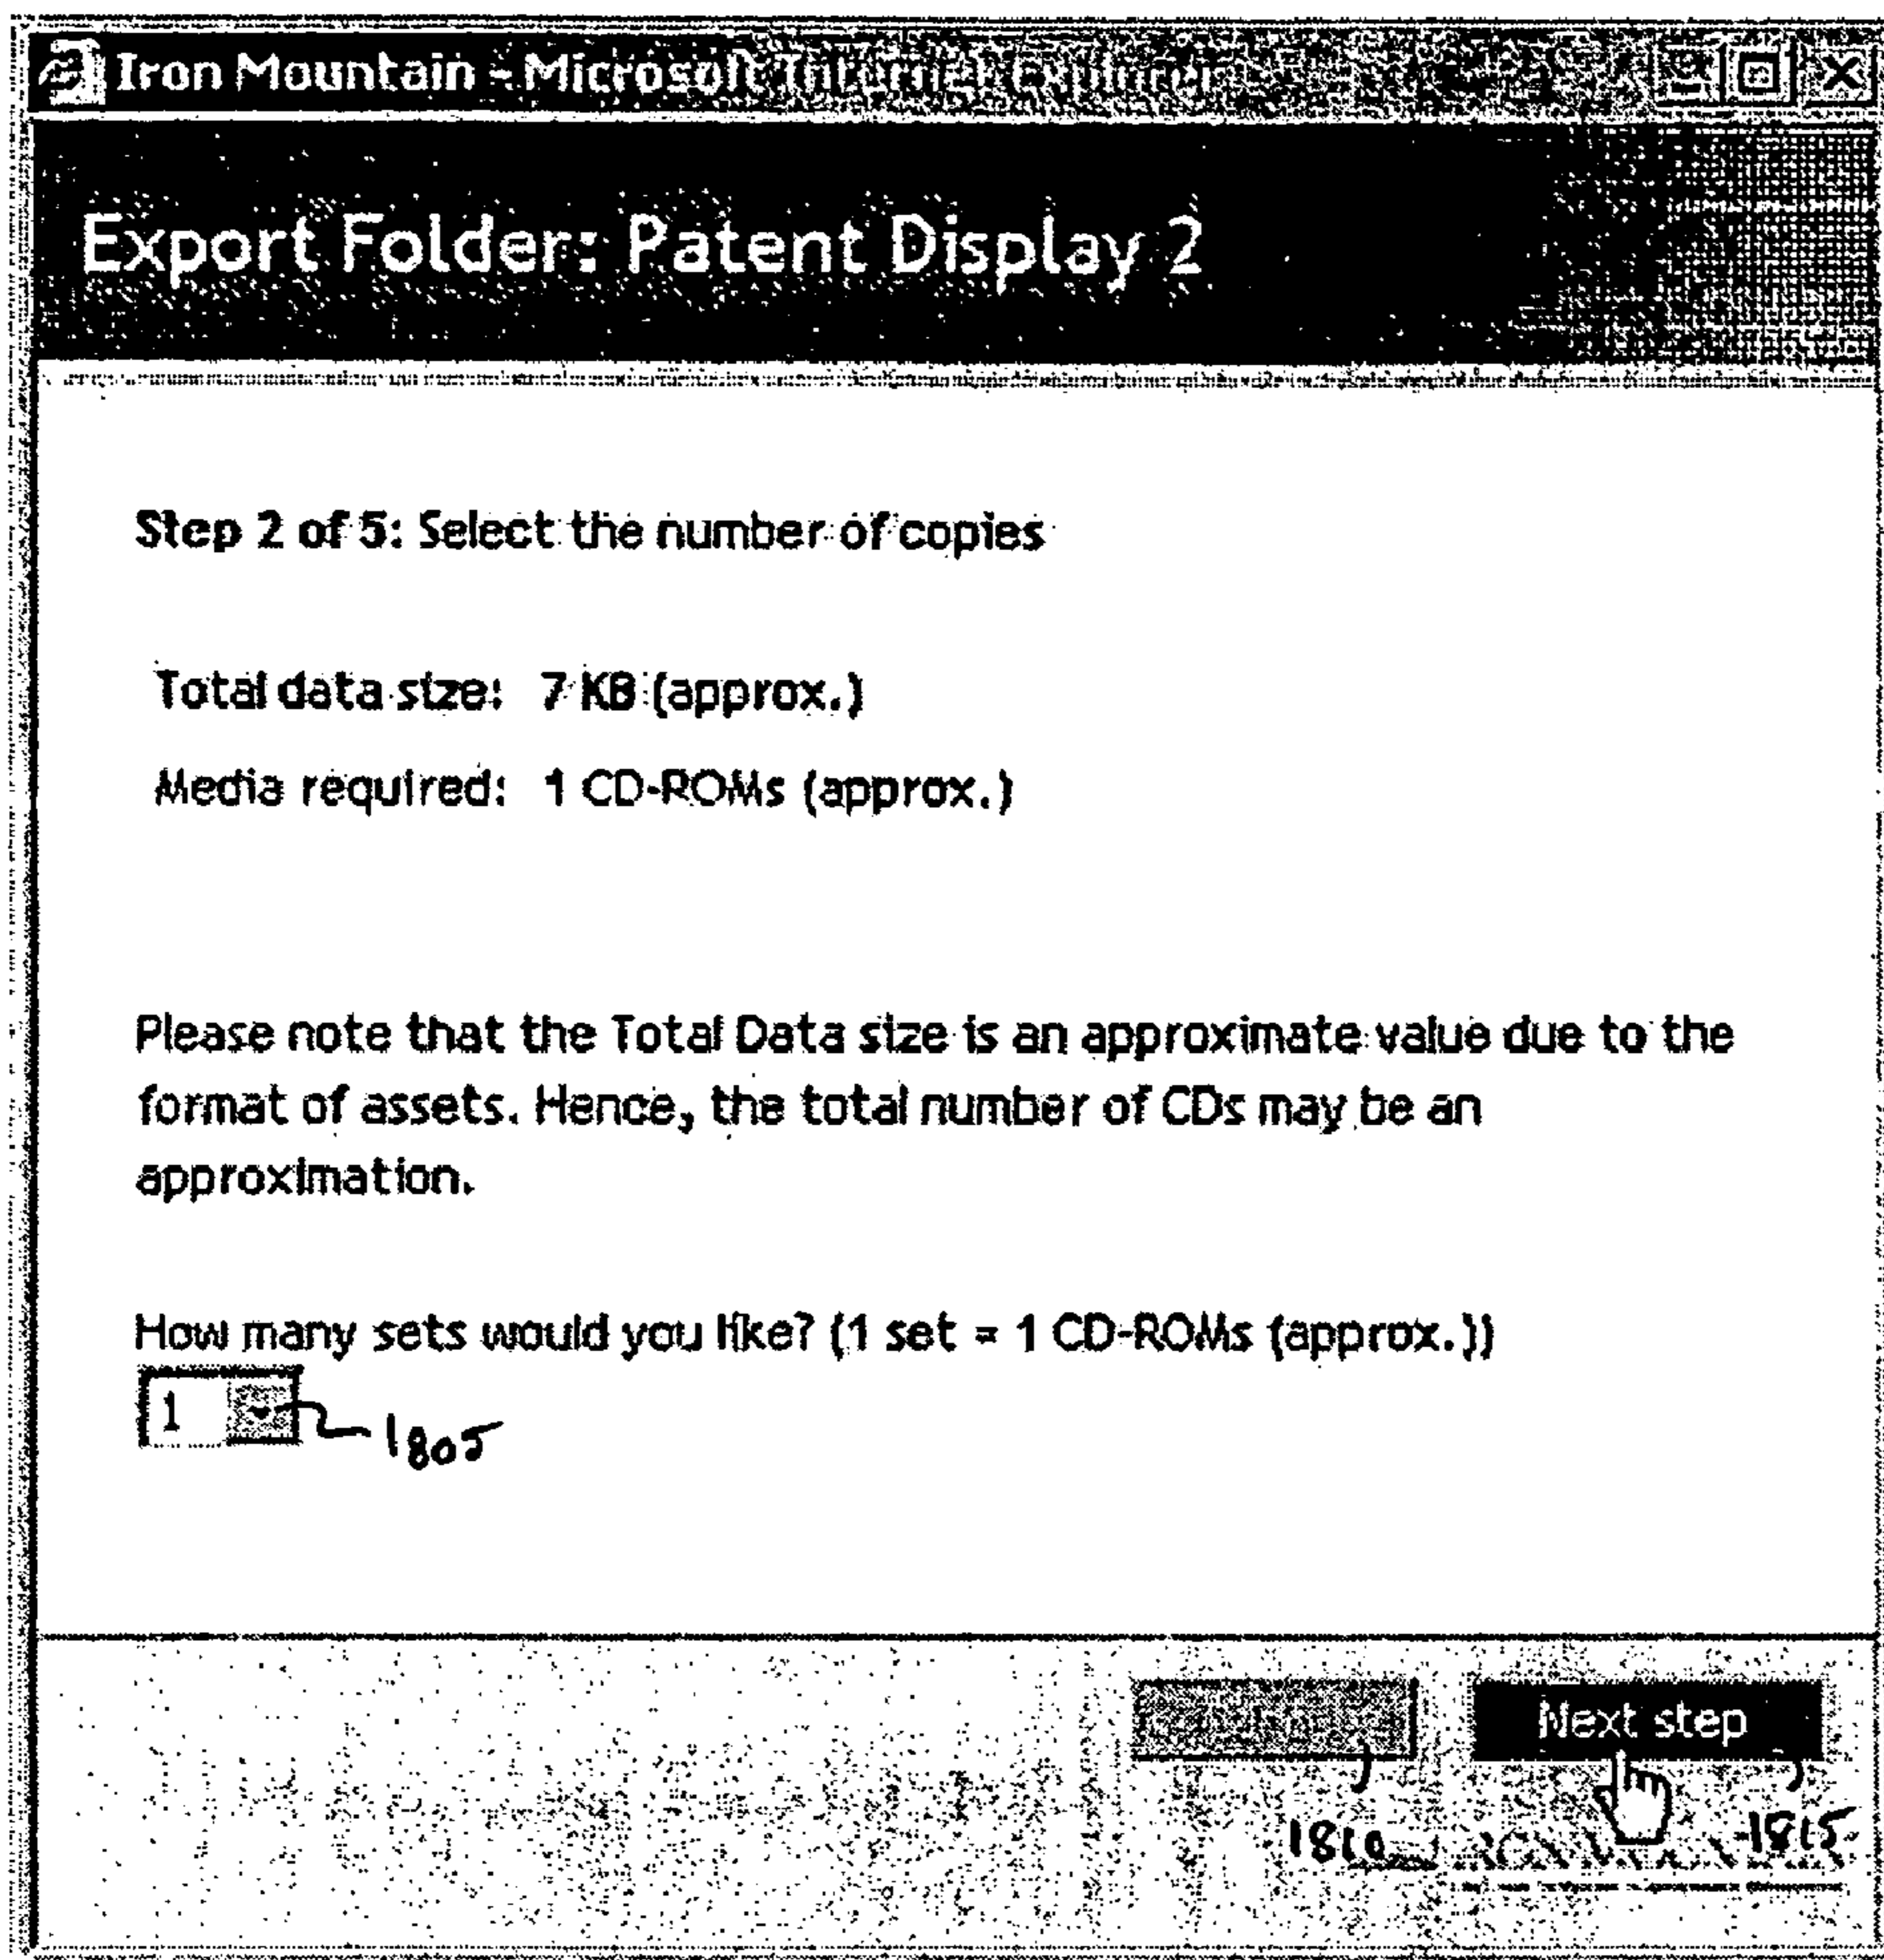 Iron Mountain - Microsoft Internet Explorer
Export Folder: Patent Display 2
Step 2 of 5: Select the number of copies
Total data size: 7 KB (approx.)
Media required: 1 CD-ROMs (approx.)
Please note that the Total Data size is an approximate value due to the
format of assets. Hence, the total number of CDs may be an
approximation.
How many sets would you like? (1 set = 1 CD-ROMs (approx.))
1
1805
Next step
1810
1815